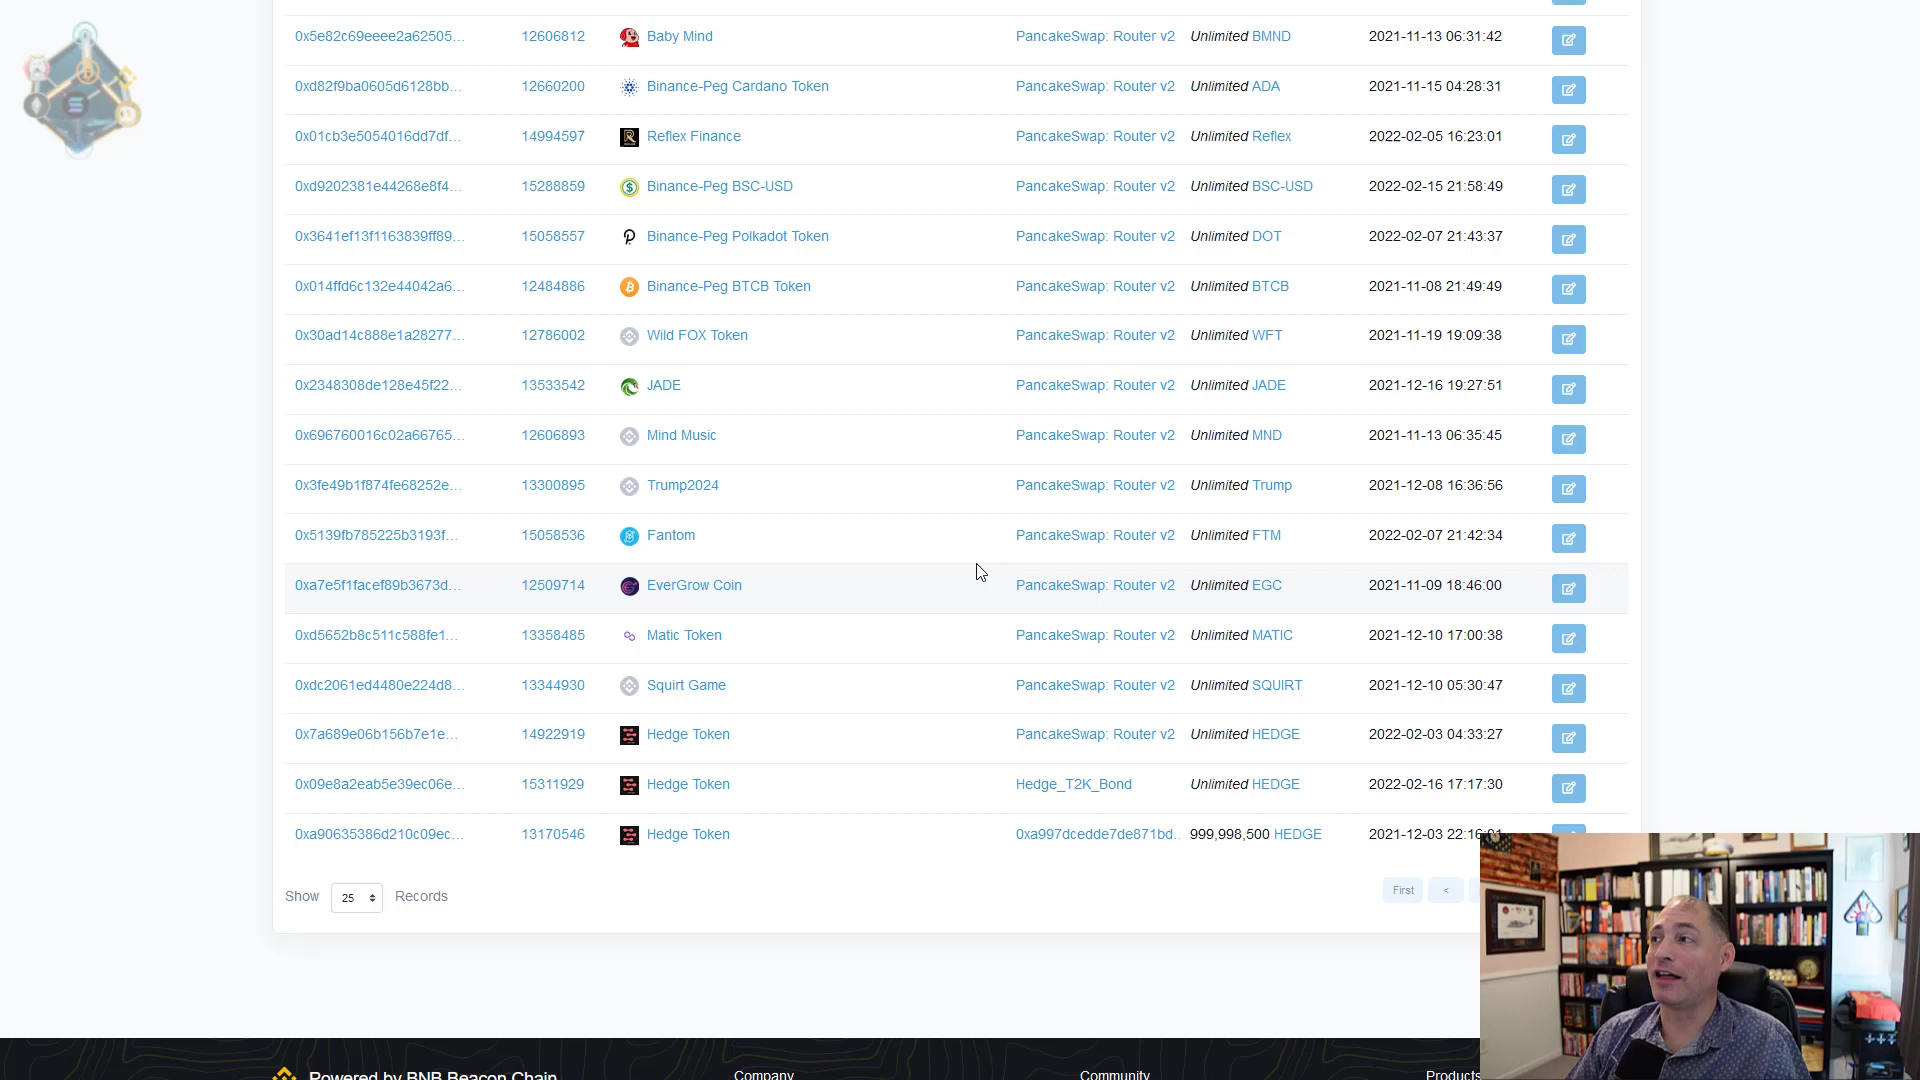 0x5e82c69eeee2a62505... 12606812 Baby Mind PancakeSwap: Router v2 Unlimited BMND 2021-11-13 06:31:42
0xd82f9ba0605d6128bb... 12660200 Binance-Peg Cardano Token PancakeSwap: Router v2 Unlimited ADA 2021-11-15 04:28:31
0x01cb3e5054016dd7df... 14994597 Reflex Finance PancakeSwap: Router v2 Unlimited Reflex 2022-02-05 16:23:01
0xd9202381e44268e8f4... 15288859 Binance-Peg BSC-USD PancakeSwap: Router v2 Unlimited BSC-USD 2022-02-15 21:58:49
0x3641ef13f1163839ff89... 15058557 Binance-Peg Polkadot Token PancakeSwap: Router v2 Unlimited DOT 2022-02-07 21:43:37
0x014ffd6c132e44042a6... 12484886 Binance-Peg BTCB Token PancakeSwap: Router v2 Unlimited BTCB 2021-11-08 21:49:49
0x30ad14c888e1a28277... 12786002 Wild FOX Token PancakeSwap: Router v2 Unlimited WFT 2021-11-19 19:09:38
0x2348308de128e45f22... 13533542 JADE PancakeSwap: Router v2 Unlimited JADE 2021-12-16 19:27:51
0x696760016c02a66765... 12606893 Mind Music PancakeSwap: Router v2 Unlimited MND 2021-11-13 06:35:45
0x3fe49b1f874fe68252e... 13300895 Trump2024 PancakeSwap: Router v2 Unlimited Trump 2021-12-08 16:36:56
0x5139fb785225b3193f... 15058536 Fantom PancakeSwap: Router v2 Unlimited FTM 2022-02-07 21:42:34
0xa7e5f1facef89b3673d... 12509714 EverGrow Coin PancakeSwap: Router v2 Unlimited EGC 2021-11-09 18:46:00
0xd5652b8c511c588fe1... 13358485 Matic Token PancakeSwap: Router v2 Unlimited MATIC 2021-12-10 17:00:38
0xdc2061ed4480e224d8... 13344930 Squirt Game PancakeSwap: Router v2 Unlimited SQUIRT 2021-12-10 05:30:47
0x7a689e06b156b7e1e... 14922919 Hedge Token PancakeSwap: Router v2 Unlimited HEDGE 2022-02-03 04:33:27
0x09e8a2eab5e39ec06e... 15311929 Hedge Token Hedge_T2K_Bond Unlimited HEDGE 2022-02-16 17:17:30
0xa90635386d210c09ec... 13170546 Hedge Token 0xa997dcedde7de871bd... 999,998,500 HEDGE 2021-12-03 22:16:01
Show 25 Records First <
Powered by BNB Beacon Chain Company Community Products